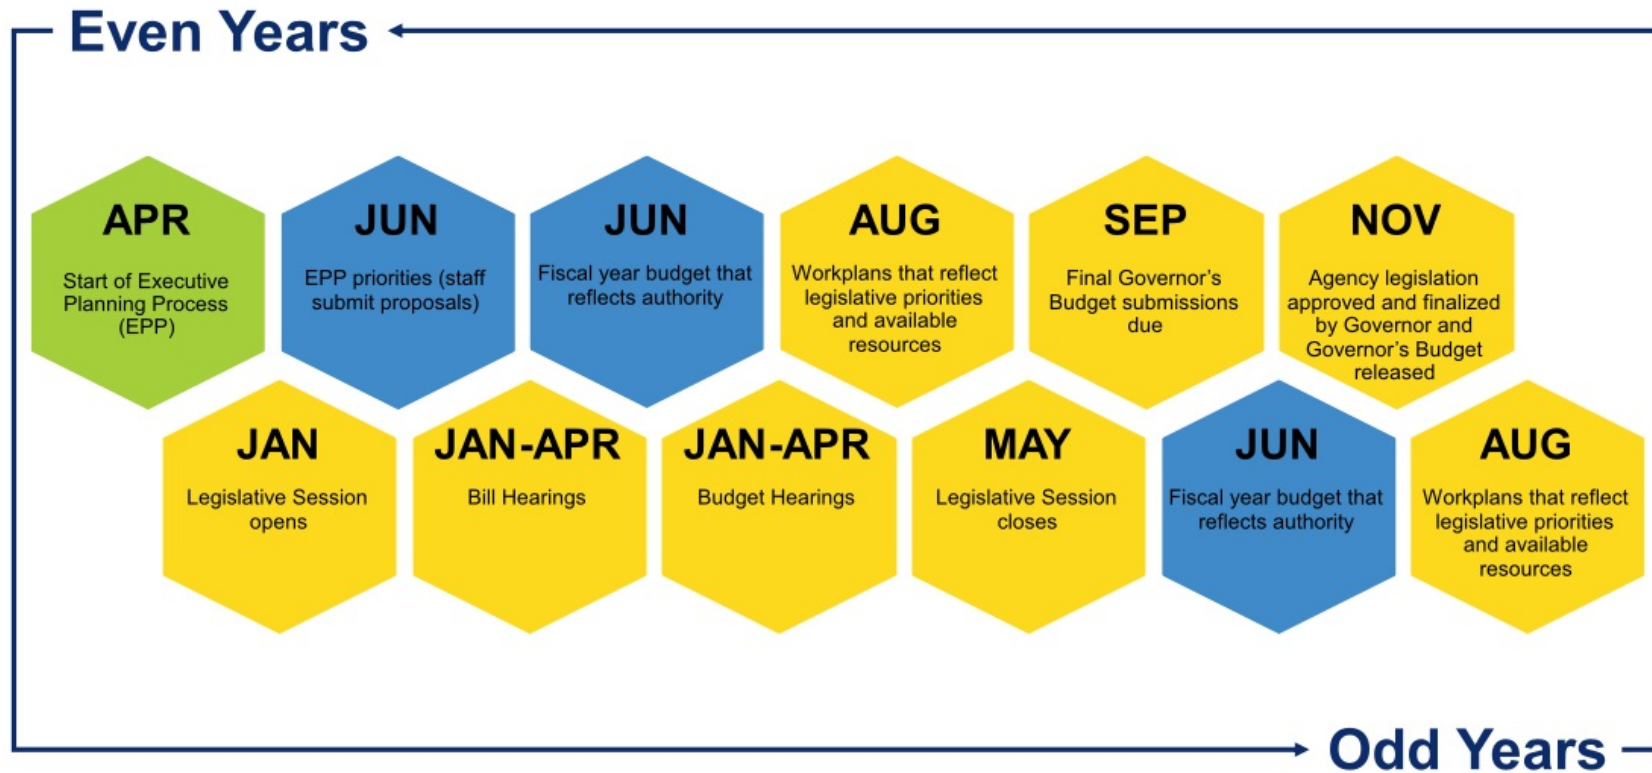 Even Years
APR
Start of Executive
Planning Process
(EPP)
JUN
EPP priorities (staff
submit proposals)
JUN
Fiscal year budget that
reflects authority
AUG
Workplans that reflect
legislative priorities
and available
resources
SEP
Final Governor’s
Budget submissions
due
NOV
Agency legislation
approved and finalized
by Governor and
Governor’s Budget
released
JAN
Legislative Session
opens
JAN-APR
Bill Hearings
JAN-APR
Budget Hearings
MAY
Legislative Session
closes
JUN
Fiscal year budget that
reflects authority
AUG
Workplans that reflect
legislative priorities
and available
resources
Odd Years